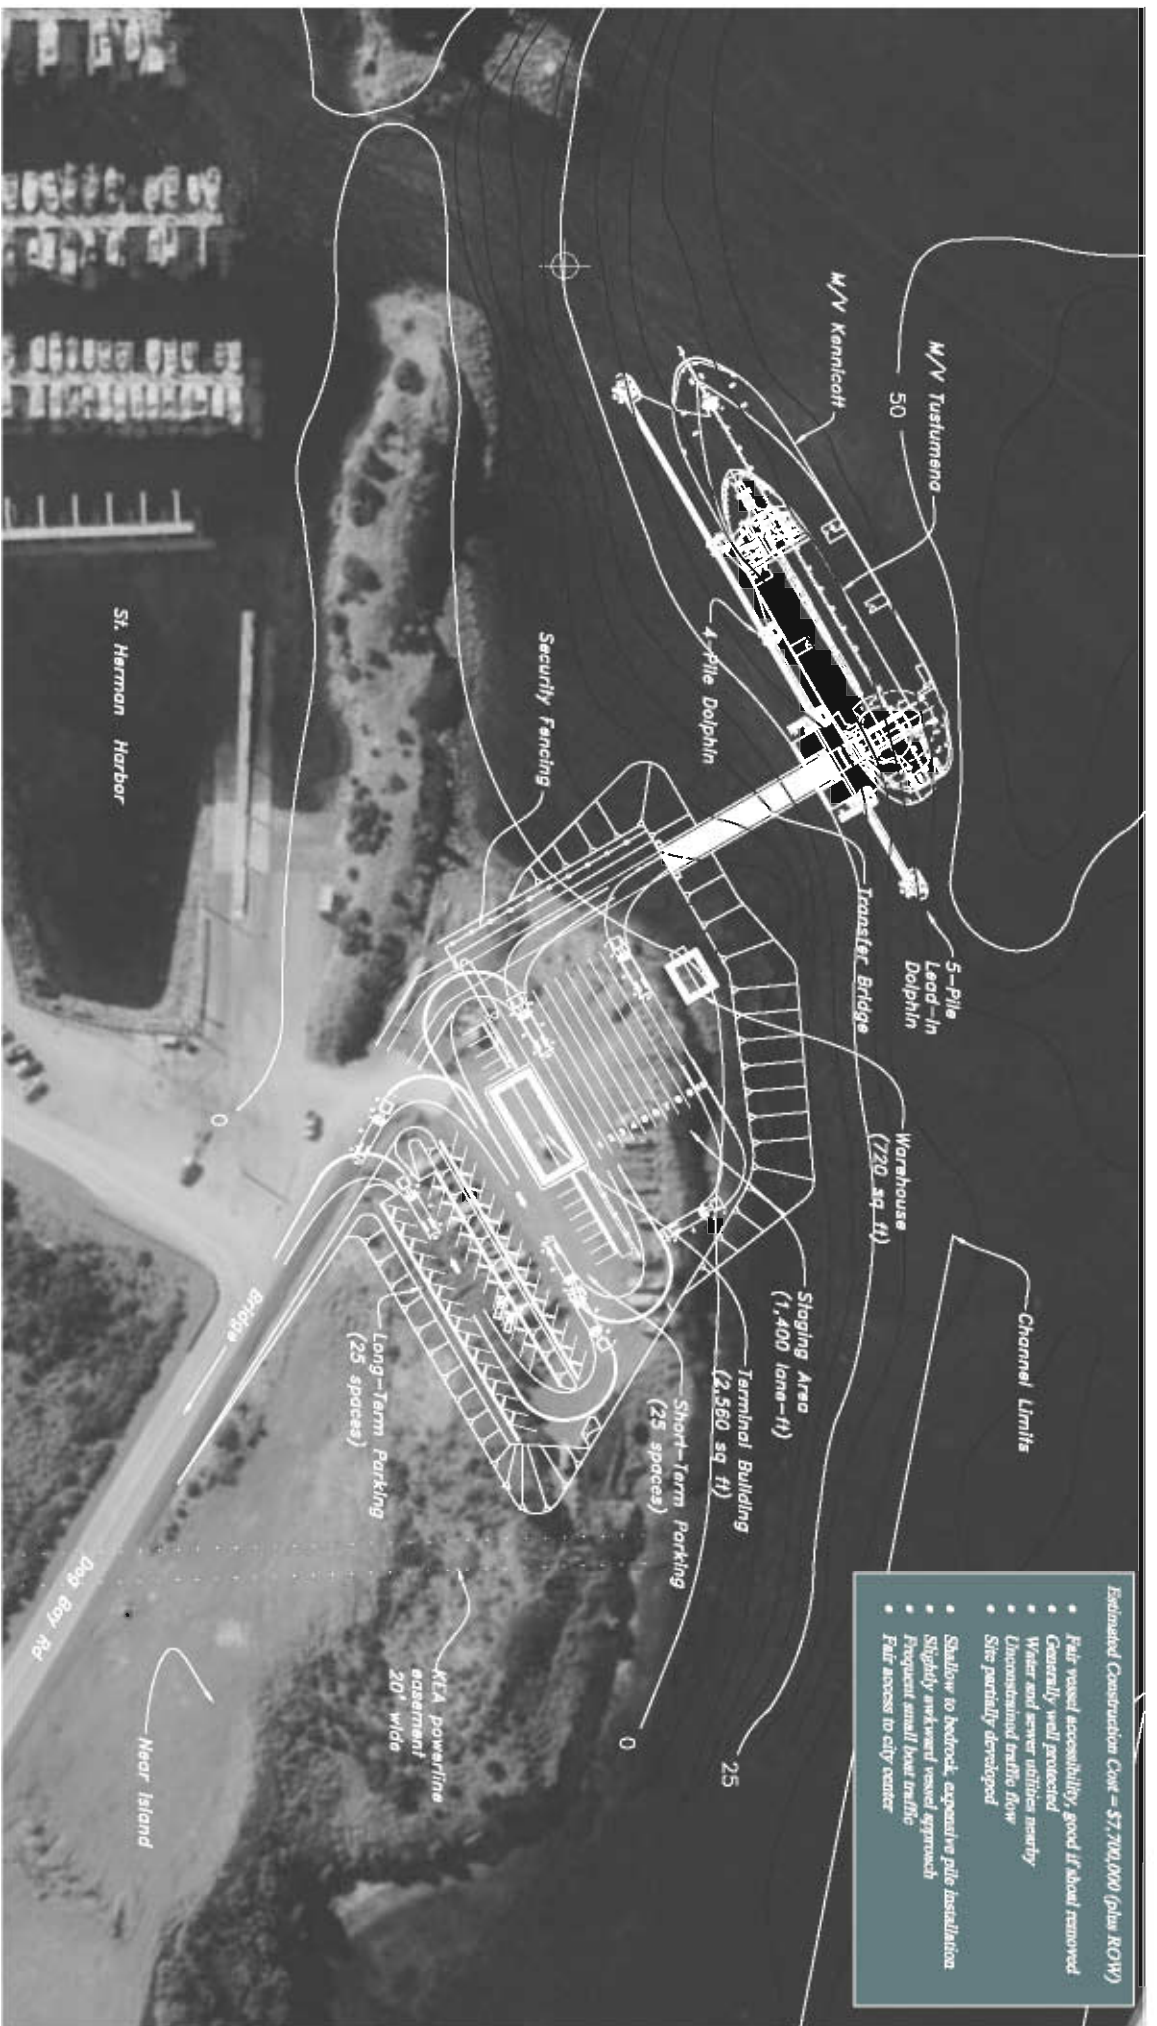 Estimated Construction Cost = $7,700,000 (plus ROW)
• Fair vessel accessibility, good if shoal removed
• Generally well protected
• Water and sewer utilities nearby
• Unconstrained traffic flow
• Site partially developed
• Shallow to bedrock, expensive pile installation
• Slightly awkward vessel approach
• Frequent small boat traffic
• Fair access to city center
M/V Kennicott
M/V Tustumena
50
5-Pile
Lead-In
Dolphin
Transfer Bridge
4-Pile Dolphin
Security Fencing
Warehouse
(720 sq ft)
Channel Limits
Staging Area
(1,400 lane-ft)
Terminal Building
(2,560 sq ft)
Short-Term Parking
(25 spaces)
Long-Term Parking
(25 spaces)
25
0
KEA powerline
easement
20' wide
St. Herman Harbor
0
Bridge
Dog Bay Rd
Near Island